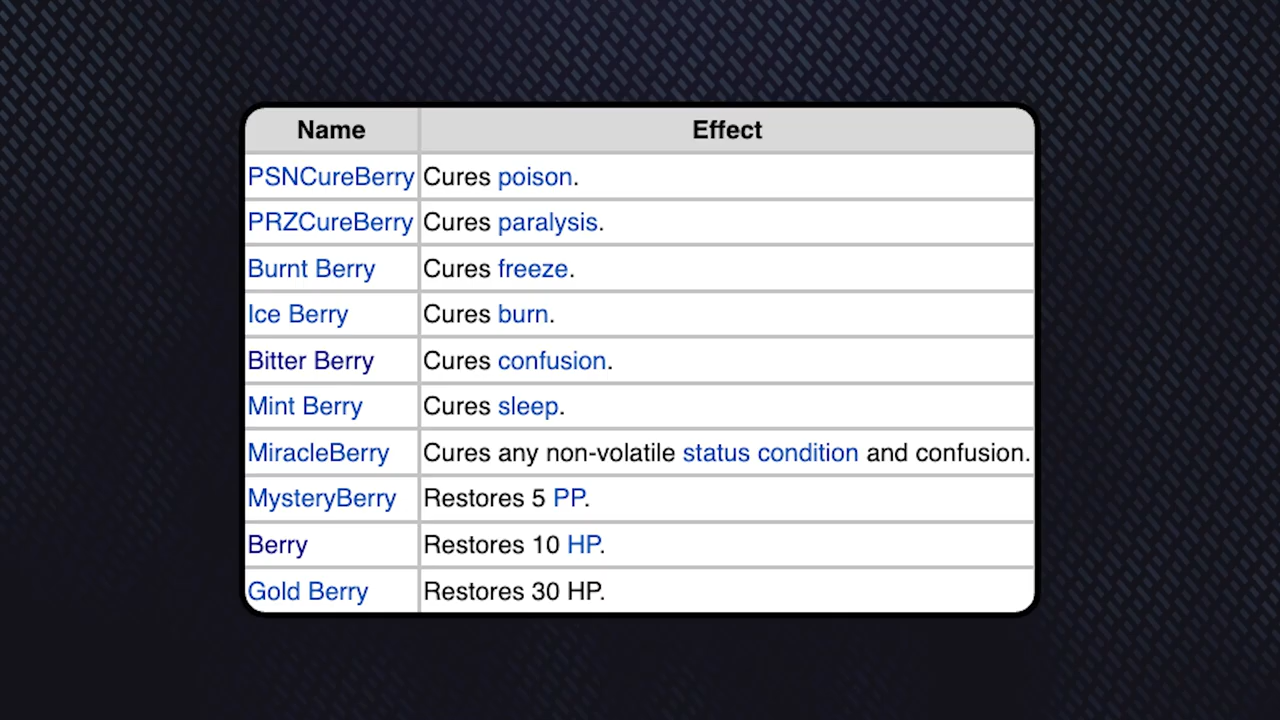 Name Effect
PSNCureBerry Cures poison.
PRZCureBerry Cures paralysis.
Burnt Berry Cures freeze.
Ice Berry Cures burn.
Bitter Berry Cures confusion.
Mint Berry Cures sleep.
MiracleBerry Cures any non-volatile status condition and confusion.
MysteryBerry Restores 5 PP.
Berry Restores 10 HP.
Gold Berry Restores 30 HP.